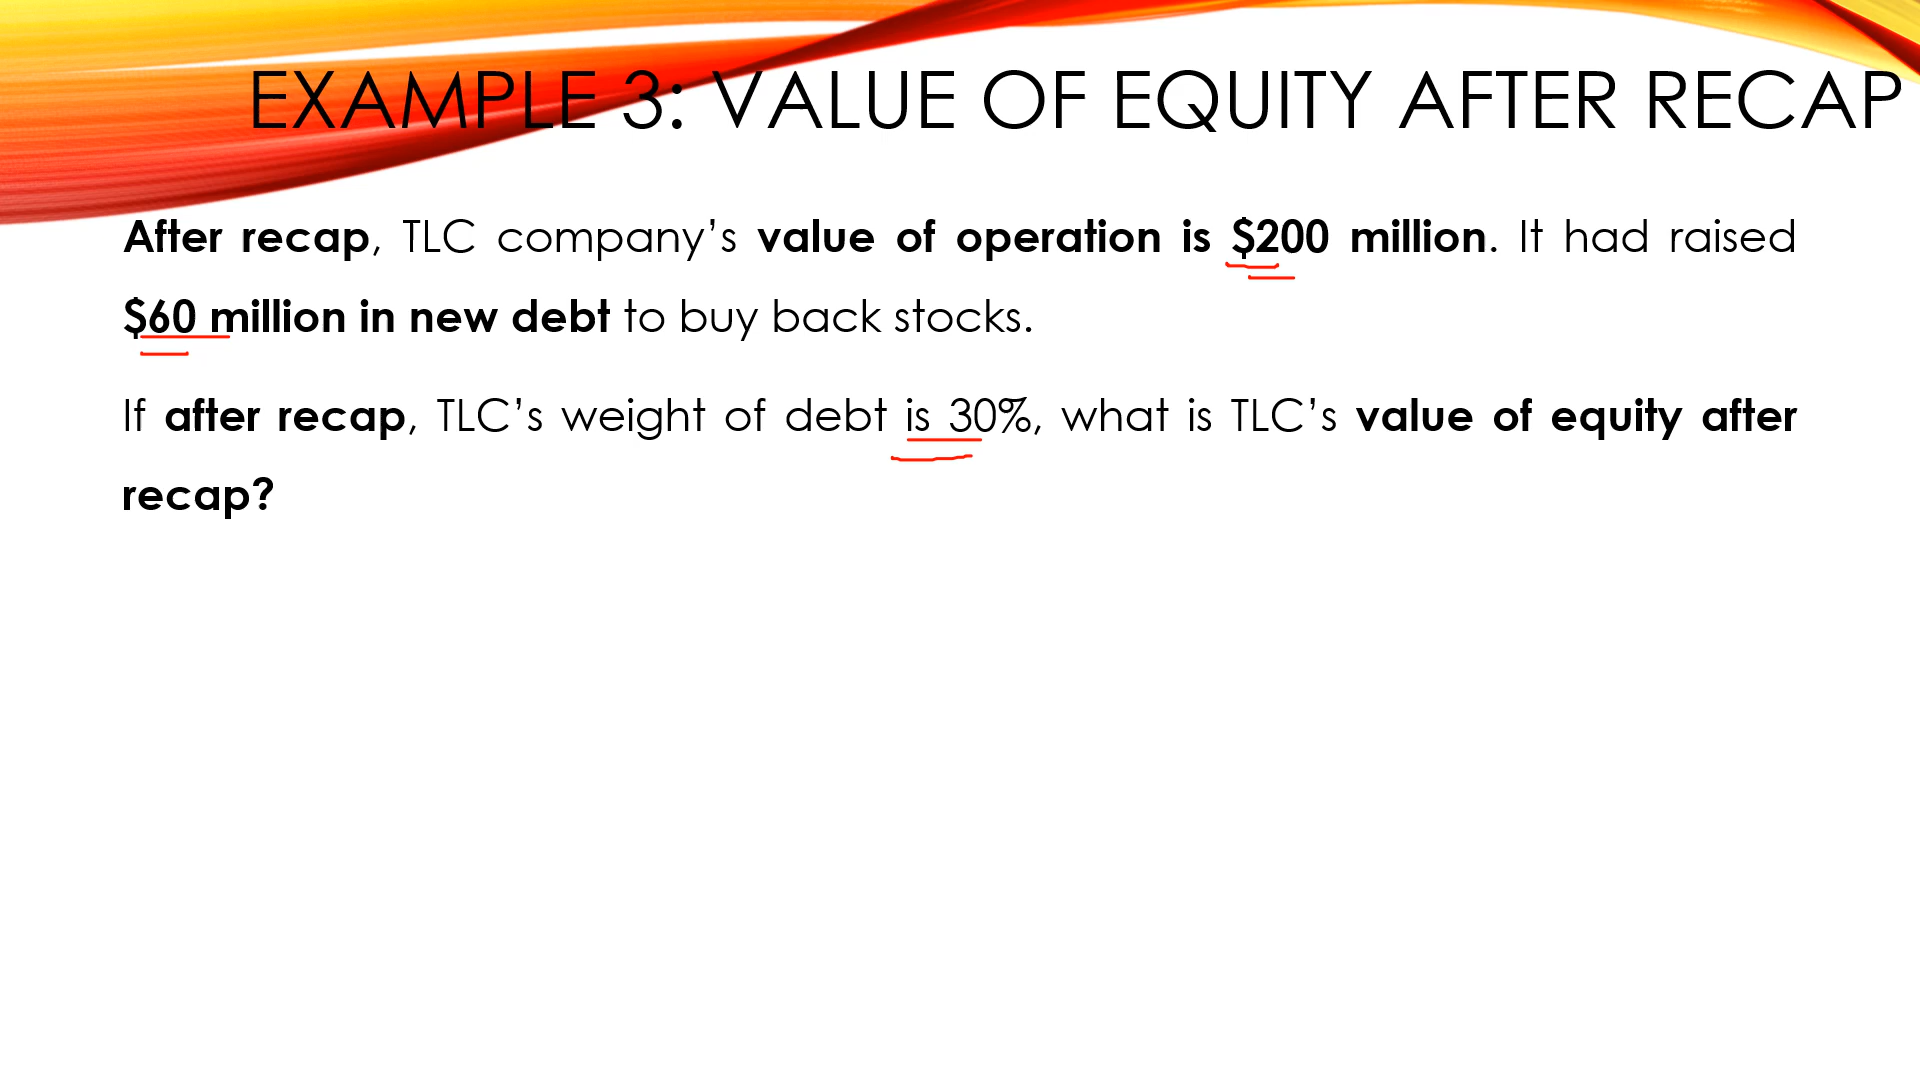 EXAMPLE 3: VALUE OF EQUITY AFTER RECAP
After recap, TLC company’s value of operation is $200 million. It had raised
$60 million in new debt to buy back stocks.
If after recap, TLC’s weight of debt is 30%, what is TLC’s value of equity after
recap?